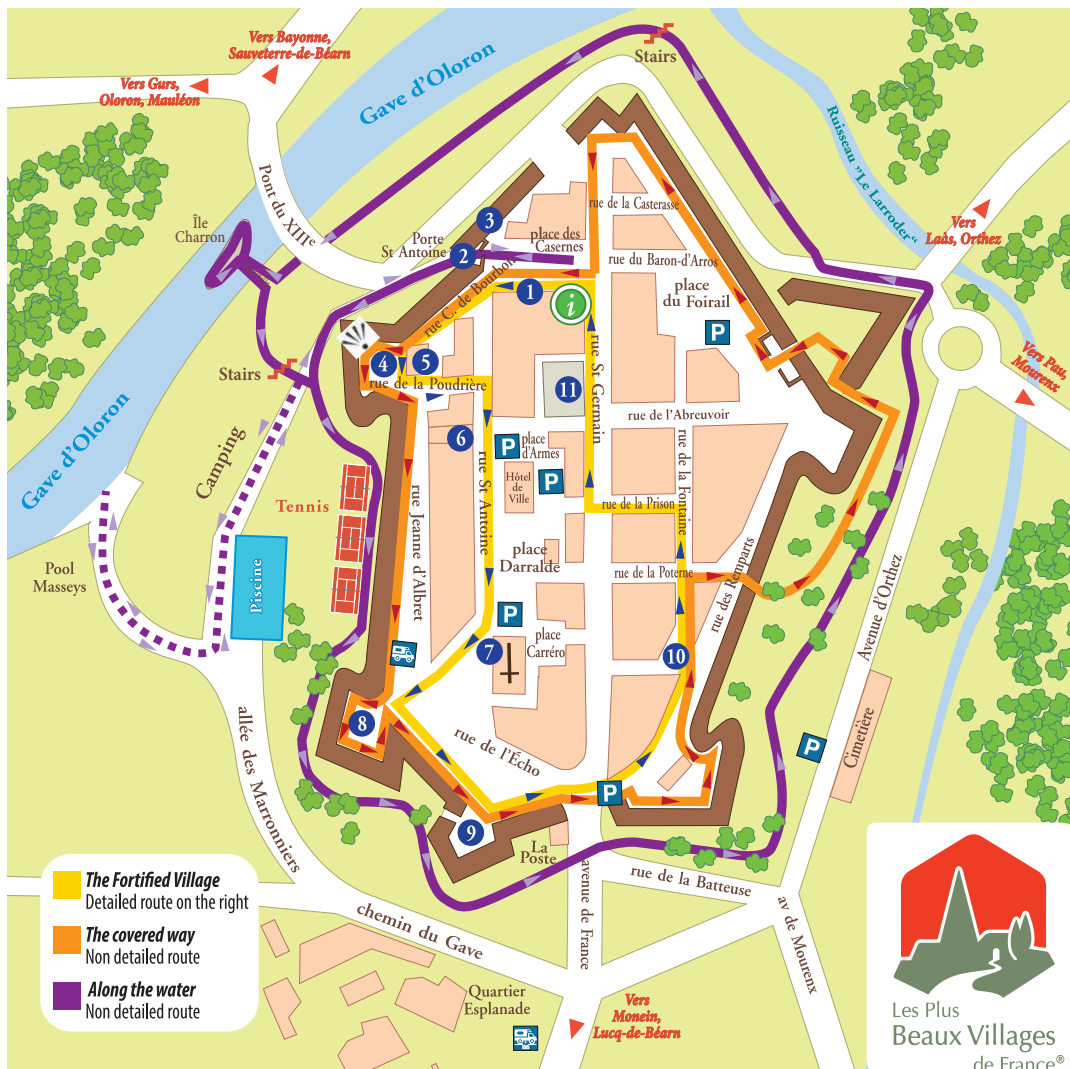 Vers Bayonne,
Sauveterre-de-Béarn
Vers Gurs,
Oloron, Mauléon
Gave d'Oloron
Stairs
Ruisseau "Le Larroder"
Vers
Laàs, Orthez
Pont du XIIIe
Île
Charron
Porte
St Antoine
3
2
place des
Casernes
rue de la Casterasse
rue du Baron-d'Arros
place
du Foirail
P
rue C. de Bourbon
1
i
4
5
rue de la Poudrière
Stairs
Vers Pau,
Mourenx
11
rue St Germain
rue de l'Abreuvoir
Gave d'Oloron
Camping
6
P
place
d'Armes
Hôtel
de Ville
P
rue St Antoine
rue de la Fontaine
rue de la Prison
Tennis
rue Jeanne d'Albret
place
Darralde
rue de la Poterne
rue des Remparts
Avenue d'Orthez
Pool
Masseys
Piscine
P
place
Carréro
7
10
8
allée des Marronniers
rue de l'Écho
P
P
Cimetière
9
La
Poste
avenue de France
rue de la Batteuse
av de Mourenx
chemin du Gave
Quartier
Esplanade
Vers
Monein,
Lucq-de-Béarn
The Fortified Village
Detailed route on the right
The covered way
Non detailed route
Along the water
Non detailed route
Les Plus
Beaux Villages
de France®